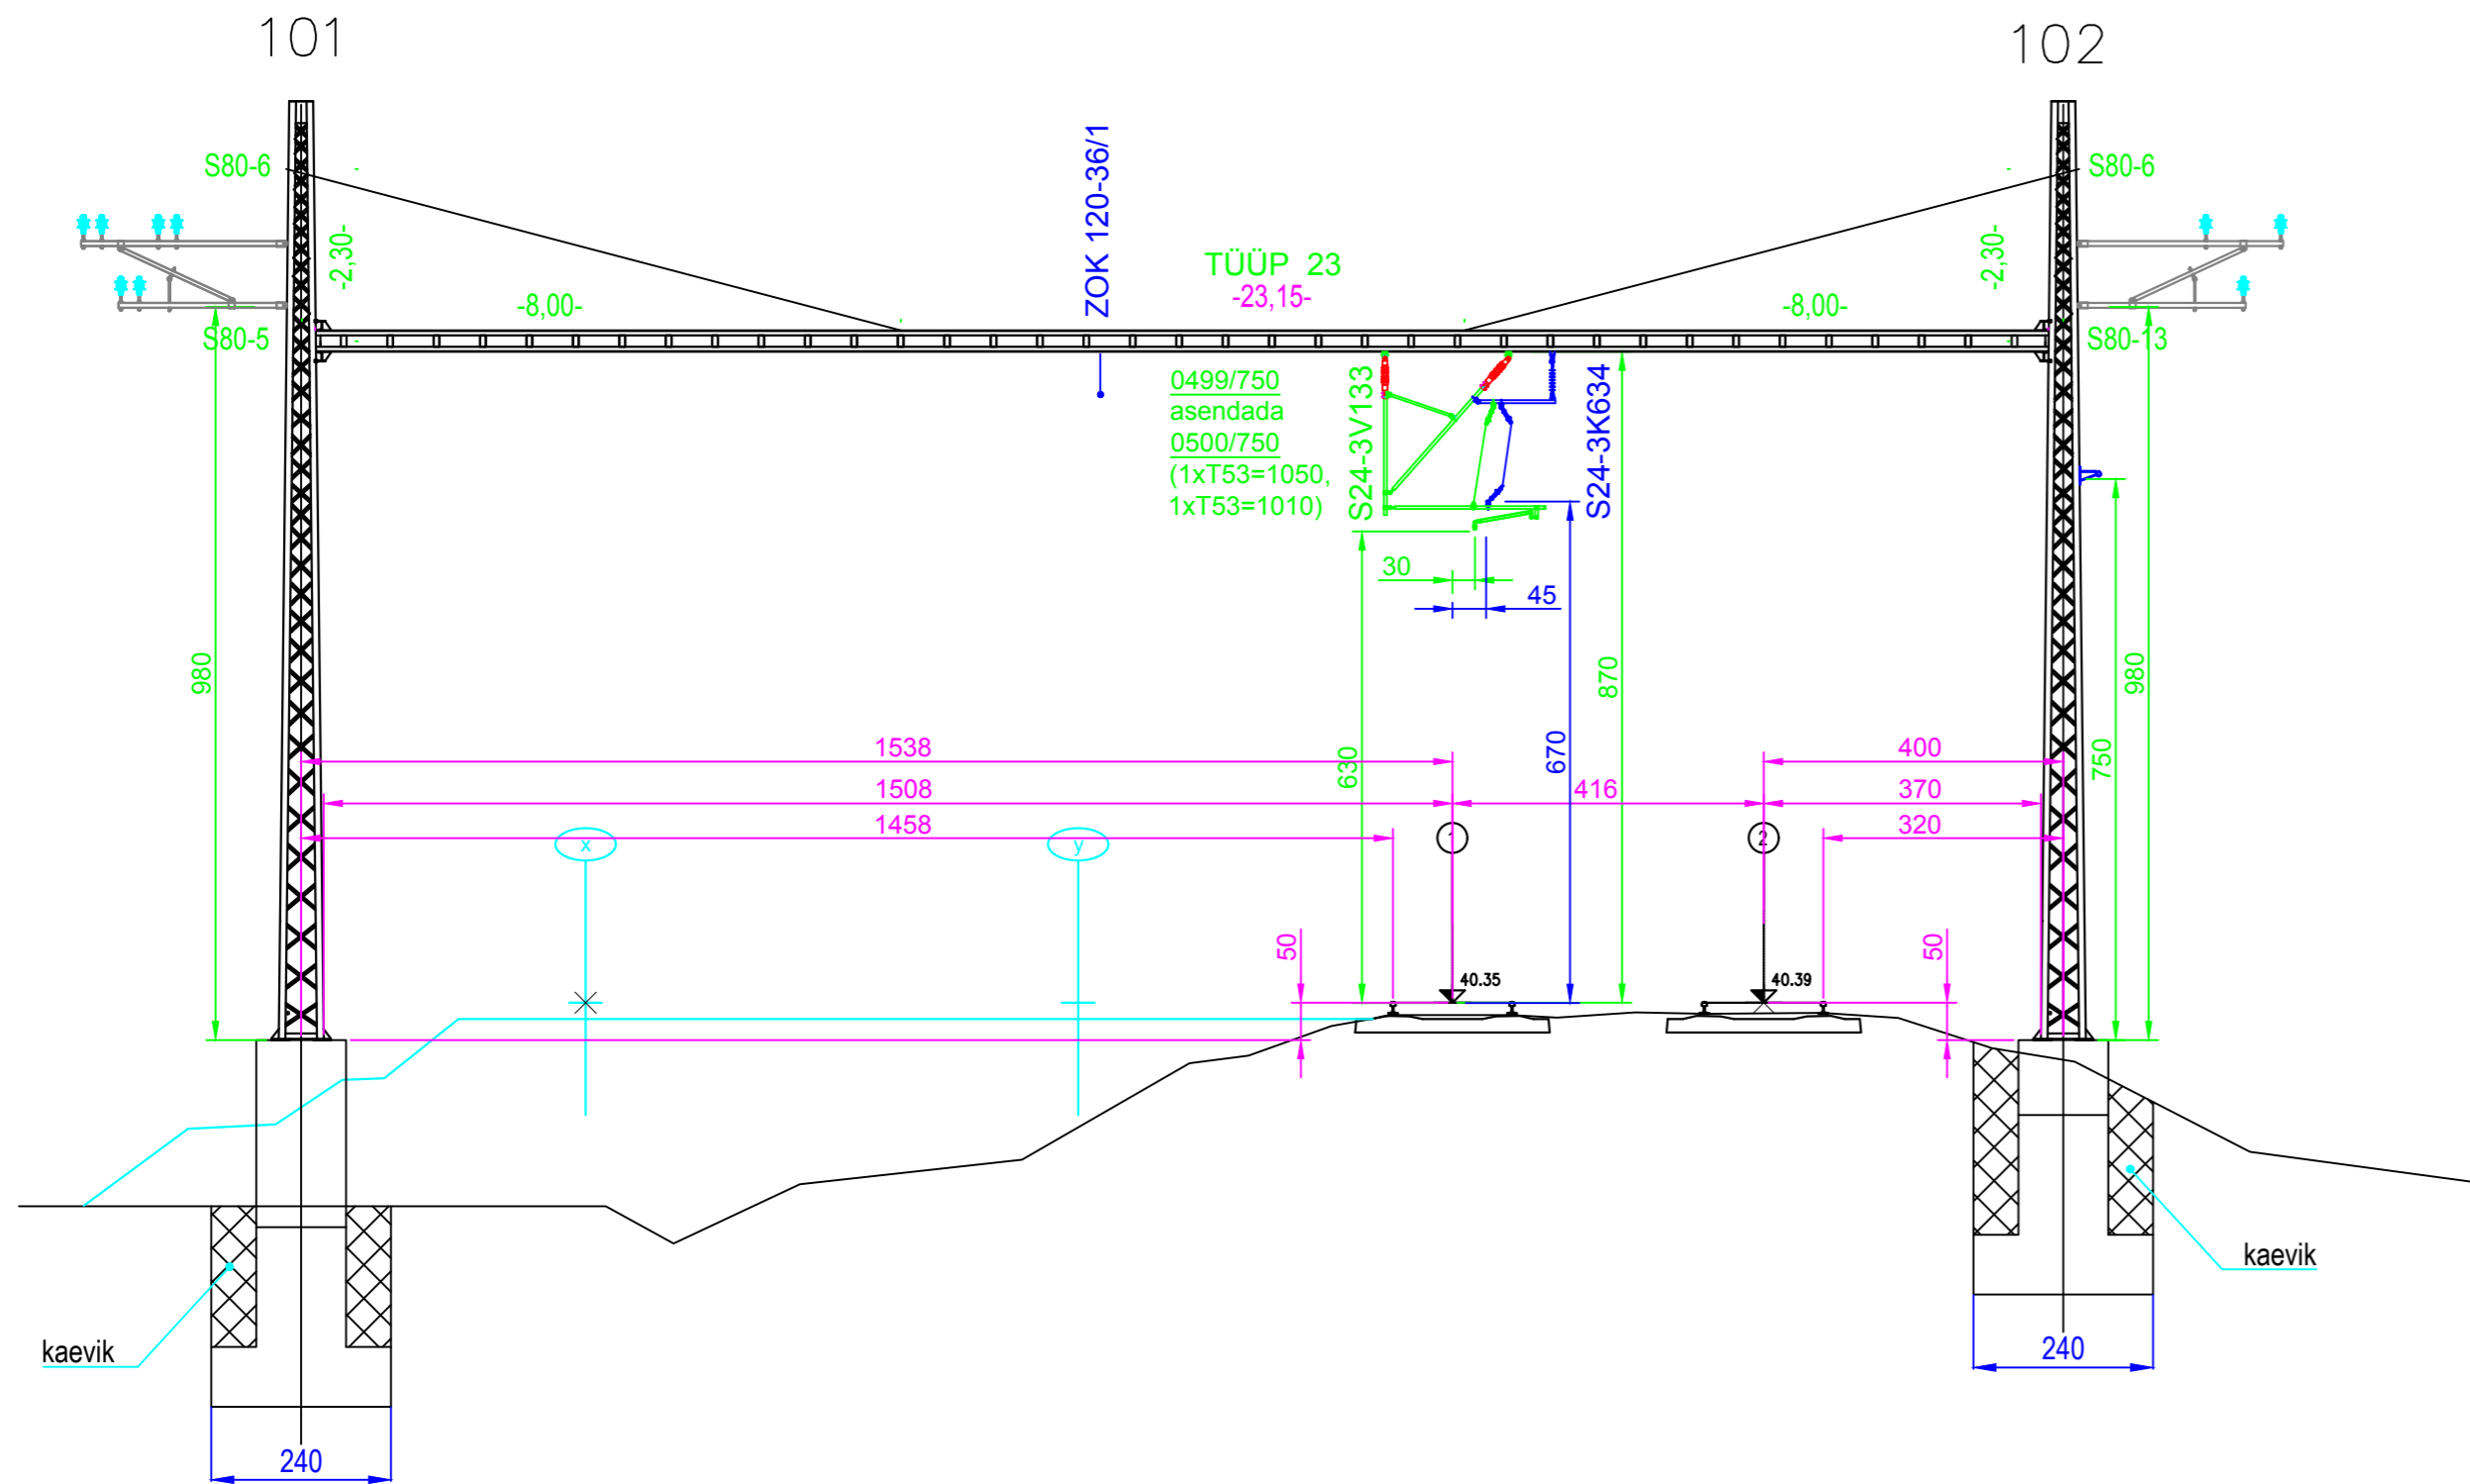 101
102
S80-6
S80-6
-2,30-
ZOK 120-36/1
-2,30-
TÜÜP 23
-23,15-
-8,00-
-8,00-
S80-5
S80-13
0499/750
asendada
0500/750
(1xT53=1050,
1xT53=1010)
S24-3V133
S24-3K634
30
45
980
870
980
1538
630
670
400
750
1508
416
370
1458
320
x
y
1
2
50
50
40.35
40.39
kaevik
kaevik
240
240